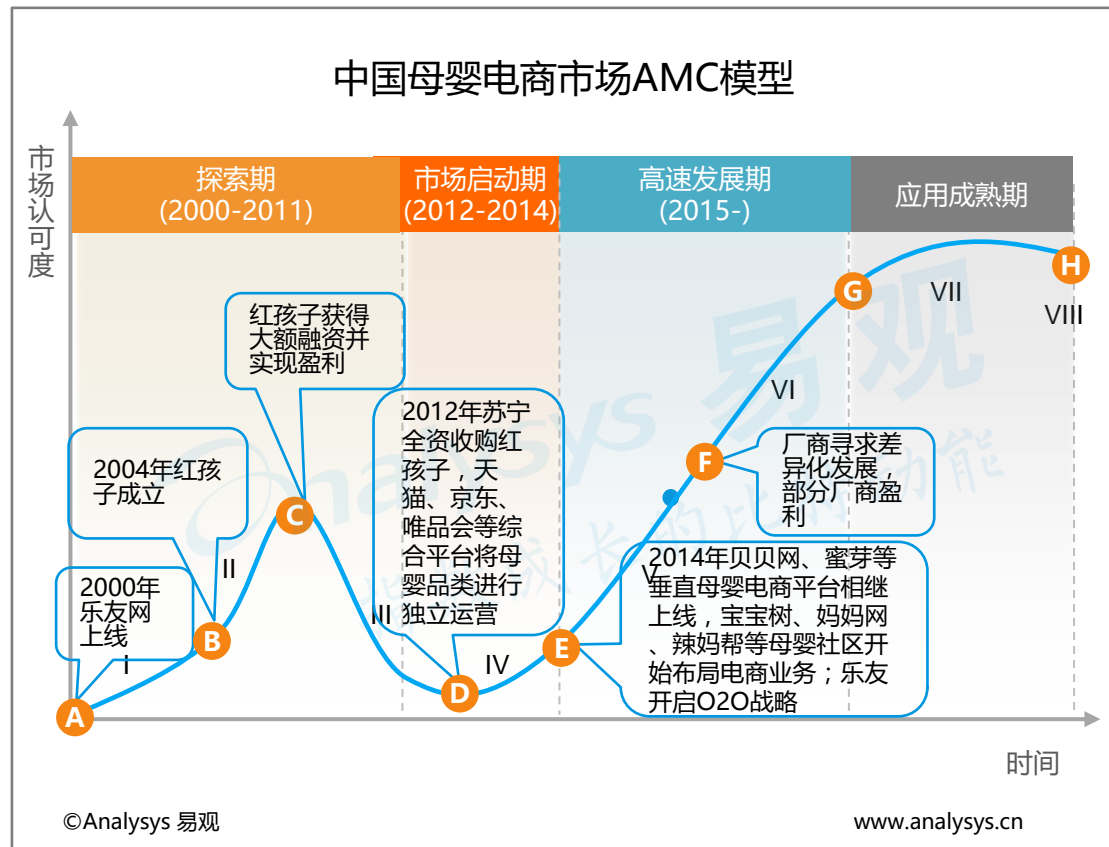 中国母婴电商市场AMC模型
市场认可度
探索期
(2000-2011)
市场启动期
(2012-2014)
高速发展期
(2015-)
应用成熟期
红孩子获得
大额融资并
实现盈利
2004年红孩
子成立
2000年
乐友网
上线
2012年苏宁
全资收购红
孩子，天
猫、京东、
唯品会等综
合平台将母
婴品类进行
独立运营
厂商寻求差
异化发展，
部分厂商盈
利
2014年贝贝网、蜜芽等
垂直母婴电商平台相继
上线，宝宝树、妈妈网
、辣妈帮等母婴社区开
始布局电商业务；乐友
开启O2O战略
A
I
B
II
C
III
D
IV
E
V
F
VI
G
VII
H
VIII
Analysys 易观
时间
©Analysys 易观
www.analysys.cn